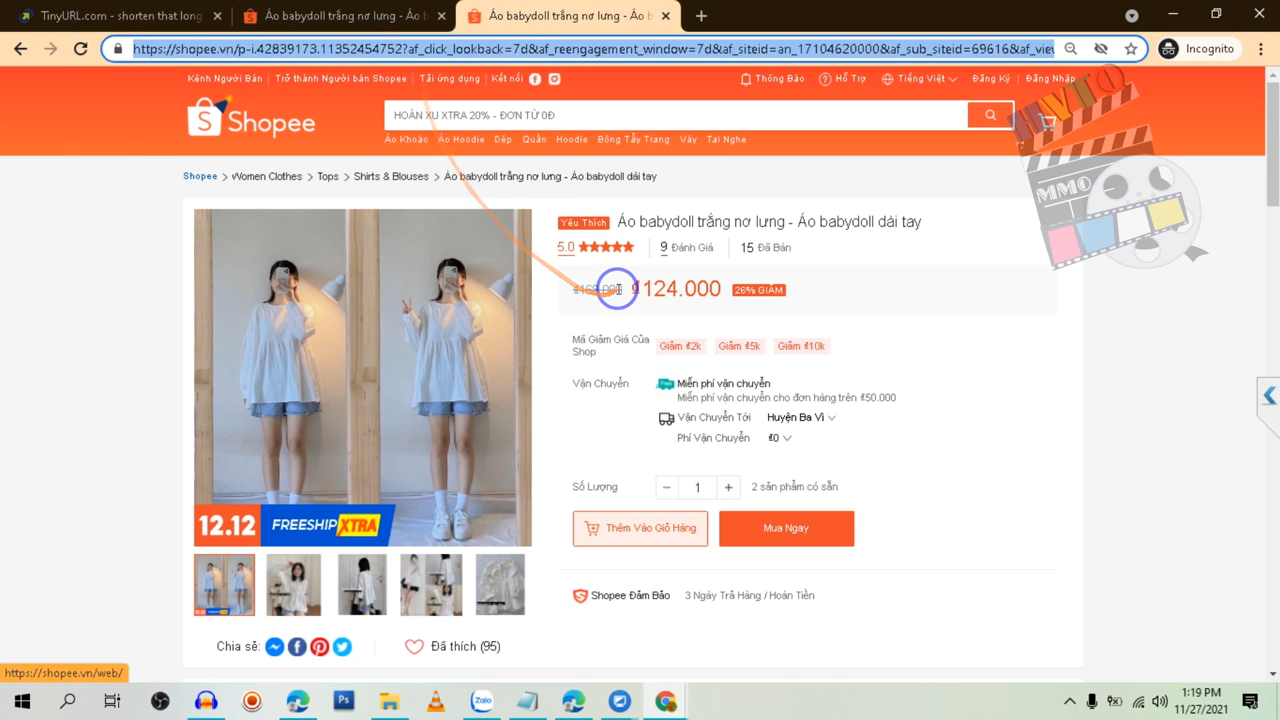 TinyURL.com - shorten that long
Áo babydoll trắng nơ lưng - Áo b
Áo babydoll trắng nơ lưng - Áo b
https://shopee.vn/p-i.42839173.11352454752?af_click_lookback=7d&af_reengagement_window=7d&af_siteid=an_17104620000&af_sub_siteid=69616&af_view
Incognito
Kênh Người Bán
Trở thành Người bán Shopee
Tải ứng dụng
Kết nối
Thông Báo
Hỗ Trợ
Tiếng Việt
Đăng Ký
Đăng Nhập
Shopee
HOÀN XU XTRA 20% - ĐƠN TỪ 0Đ
Áo Khoác Áo Hoodie Dép Quần Hoodie Bông Tẩy Trang Váy Tai Nghe
MMO
Shopee > Women Clothes > Tops > Shirts & Blouses > Áo babydoll trắng nơ lưng - Áo babydoll dài tay
Yêu Thích Áo babydoll trắng nơ lưng - Áo babydoll dài tay
5.0
9 Đánh Giá
15 Đã Bán
₫124.000 26% GIẢM
Mã Giảm Giá Của Shop
Giảm ₫2k Giảm ₫5k Giảm ₫10k
Vận Chuyển
Miễn phí vận chuyển
Miễn phí vận chuyển cho đơn hàng trên ₫50.000
Vận Chuyển Tới Huyện Ba Vì
Phí Vận Chuyển ₫0
Số Lượng - 1 + 2 sản phẩm có sẵn
Thêm Vào Giỏ Hàng
Mua Ngay
12.12 FREESHIP XTRA
Shopee Đảm Bảo 3 Ngày Trả Hàng / Hoàn Tiền
Chia sẻ:
Đã thích (95)
https://shopee.vn/web/
Ps
Zalo
1:19 PM
11/27/2021